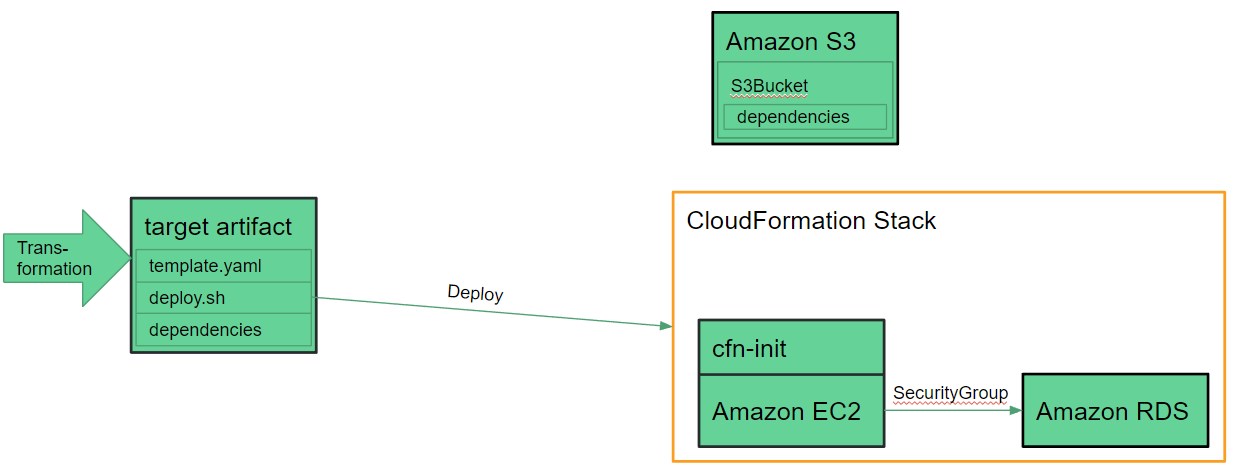 Amazon S3
S3Bucket
dependencies
Trans-
formation
target artifact
template.yaml
deploy.sh
dependencies
Deploy
CloudFormation Stack
cfn-init
Amazon EC2
SecurityGroup
Amazon RDS